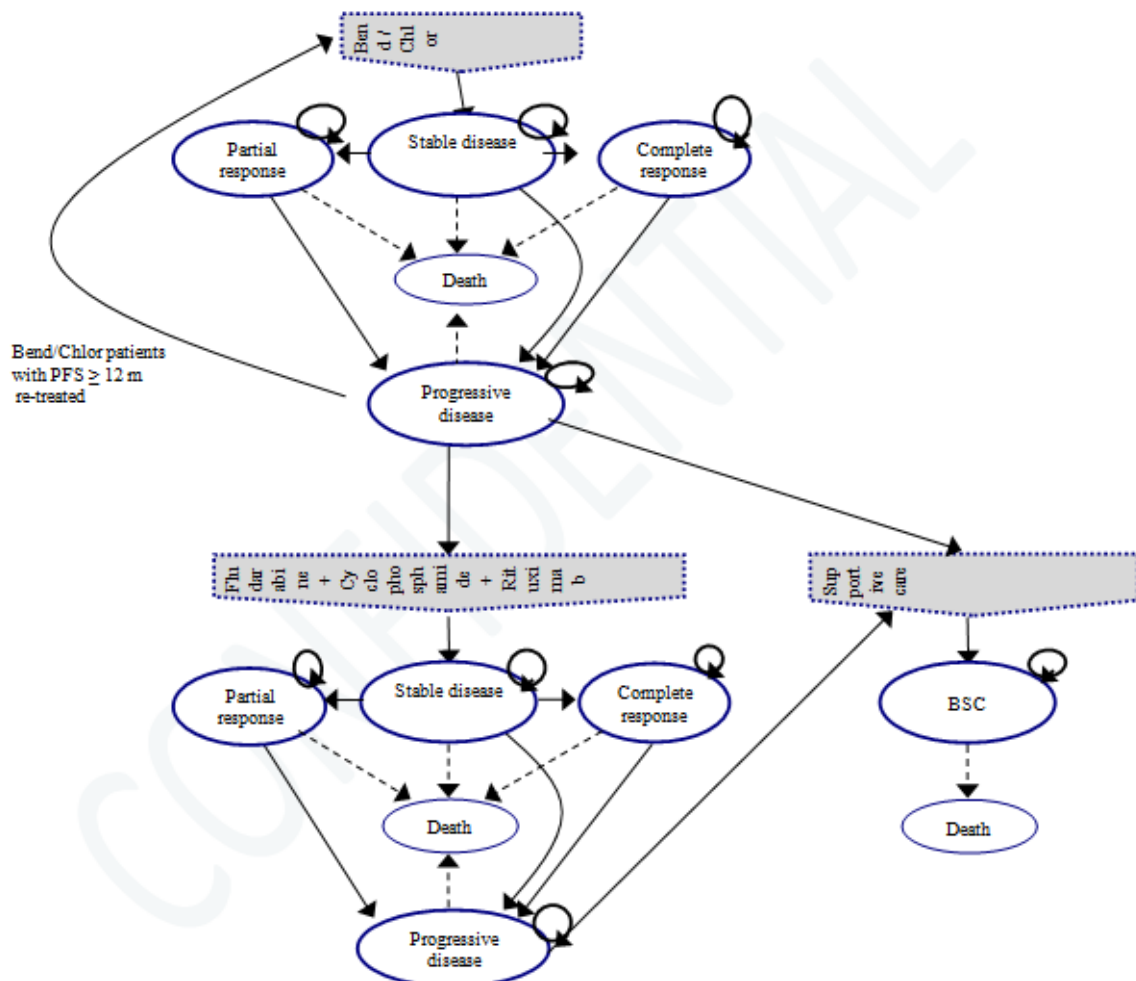 Ben
d /
Chl
or
Partial
response
Stable disease
Complete
response
Death
Bend/Chlor patients
with PFS ≥ 12 m
re-treated
Progressive
disease
Flu
dar
abi
ne
+
Cy
clo
pho
sph
ami
de
+
Rit
uxi
ma
b
Sup
port
ive
care
Partial
response
Stable disease
Complete
response
BSC
Death
Death
Progressive
disease
CONFIDENTIAL